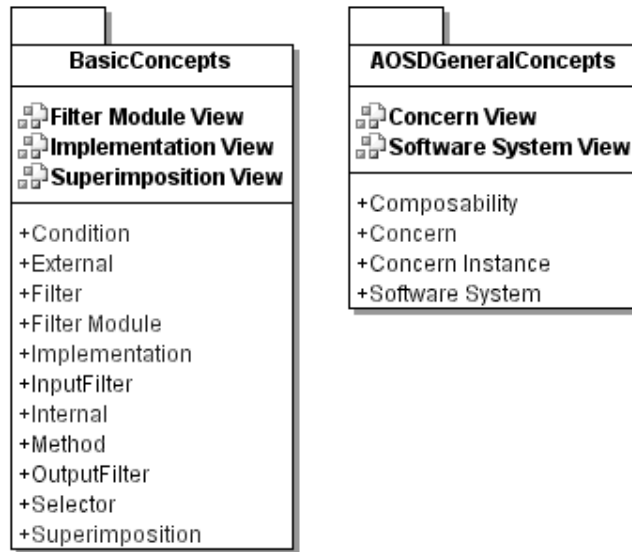 BasicConcepts
Filter Module View
Implementation View
Superimposition View
+Condition
+External
+Filter
+Filter Module
+Implementation
+InputFilter
+Internal
+Method
+OutputFilter
+Selector
+Superimposition
AOSDGeneralConcepts
Concern View
Software System View
+Composability
+Concern
+Concern Instance
+Software System